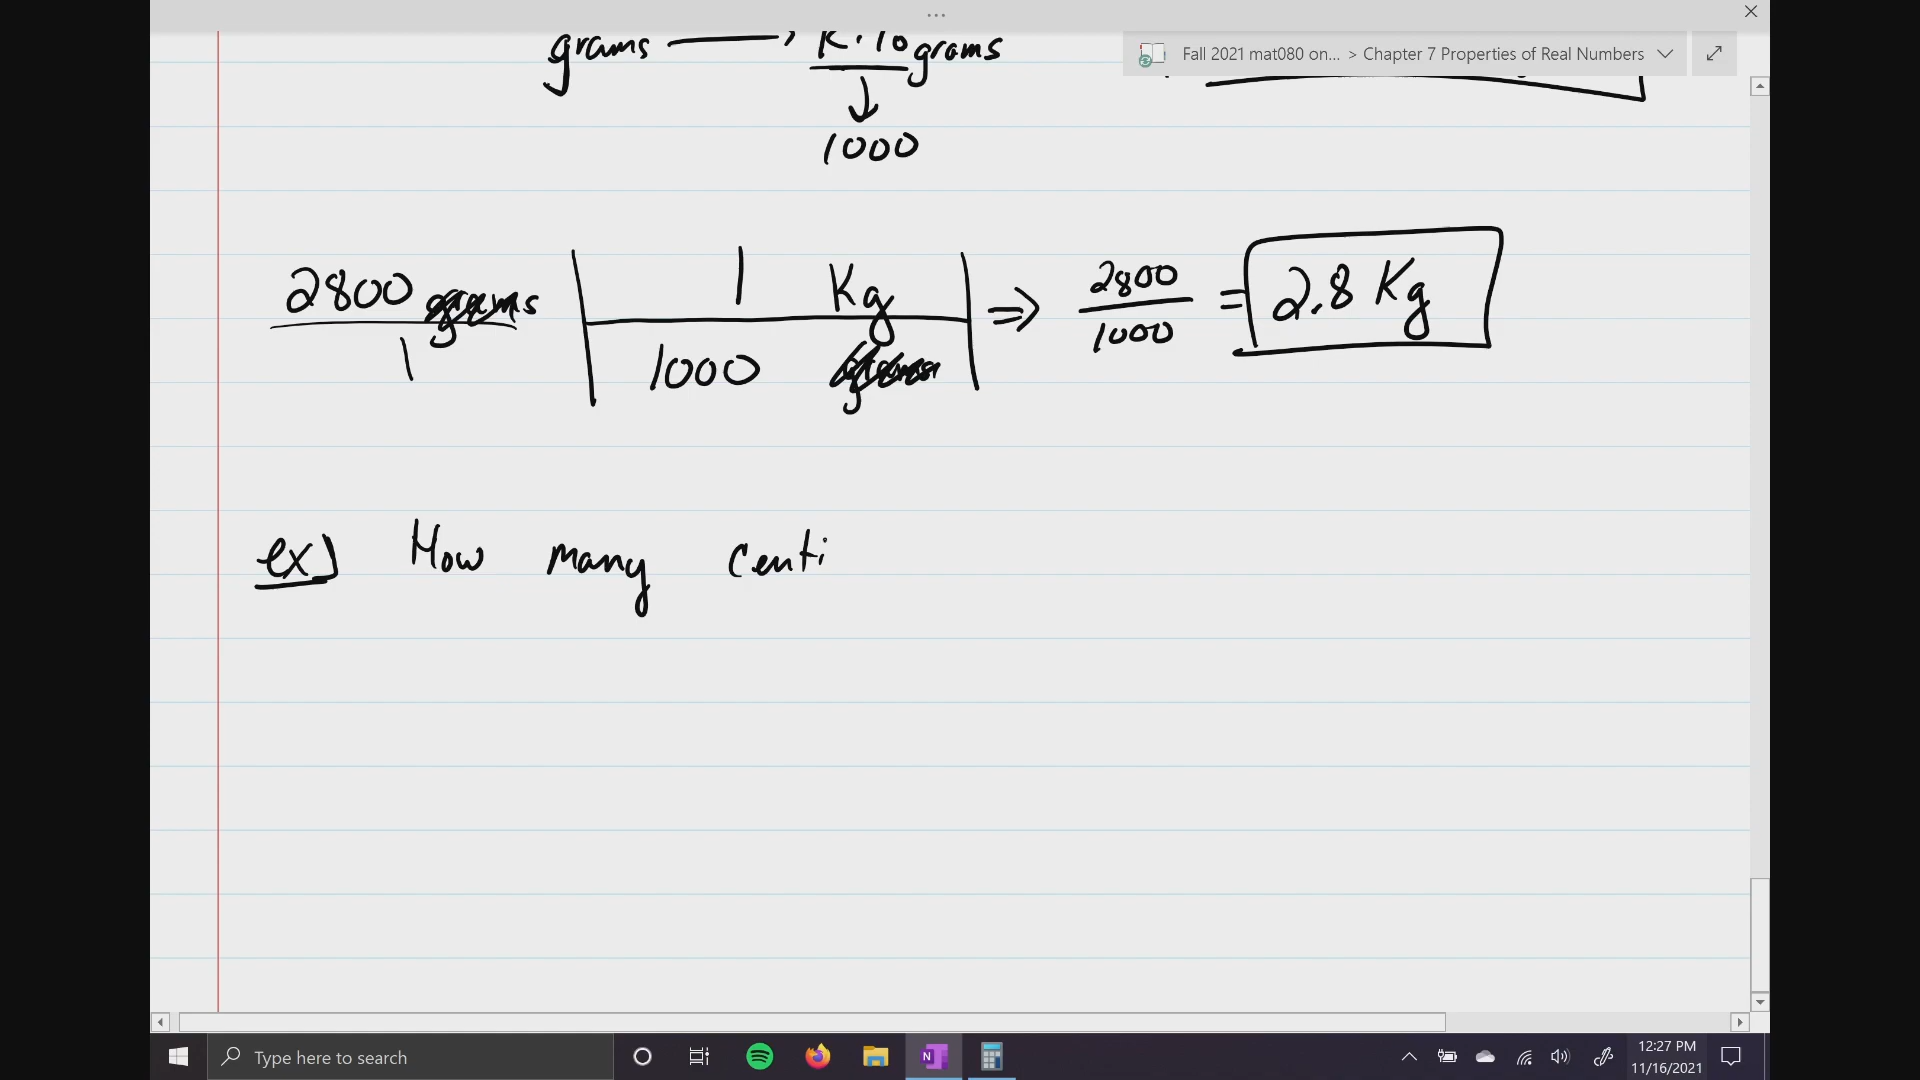 grams → Kilograms
Fall 2021 mat080 on... > Chapter 7 Properties of Real Numbers
↓
1000
2800 grams | 1 Kg | ⇒ 2800 = 2.8 Kg
1 | 1000 grams | 1000
ex) How many centi
Type here to search
12:27 PM
11/16/2021